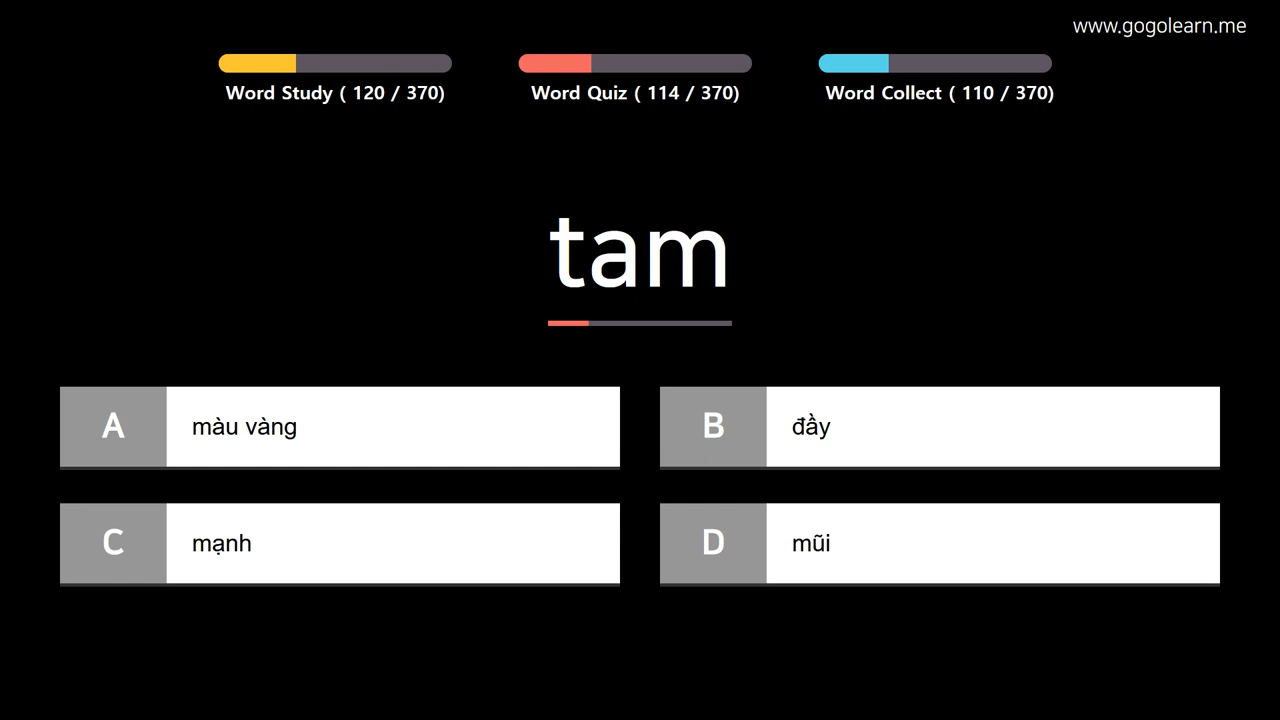 www.gogolearn.me
Word Study ( 120 / 370)
Word Quiz ( 114 / 370)
Word Collect ( 110 / 370)
tam
A màu vàng
B đầy
C mạnh
D mũi